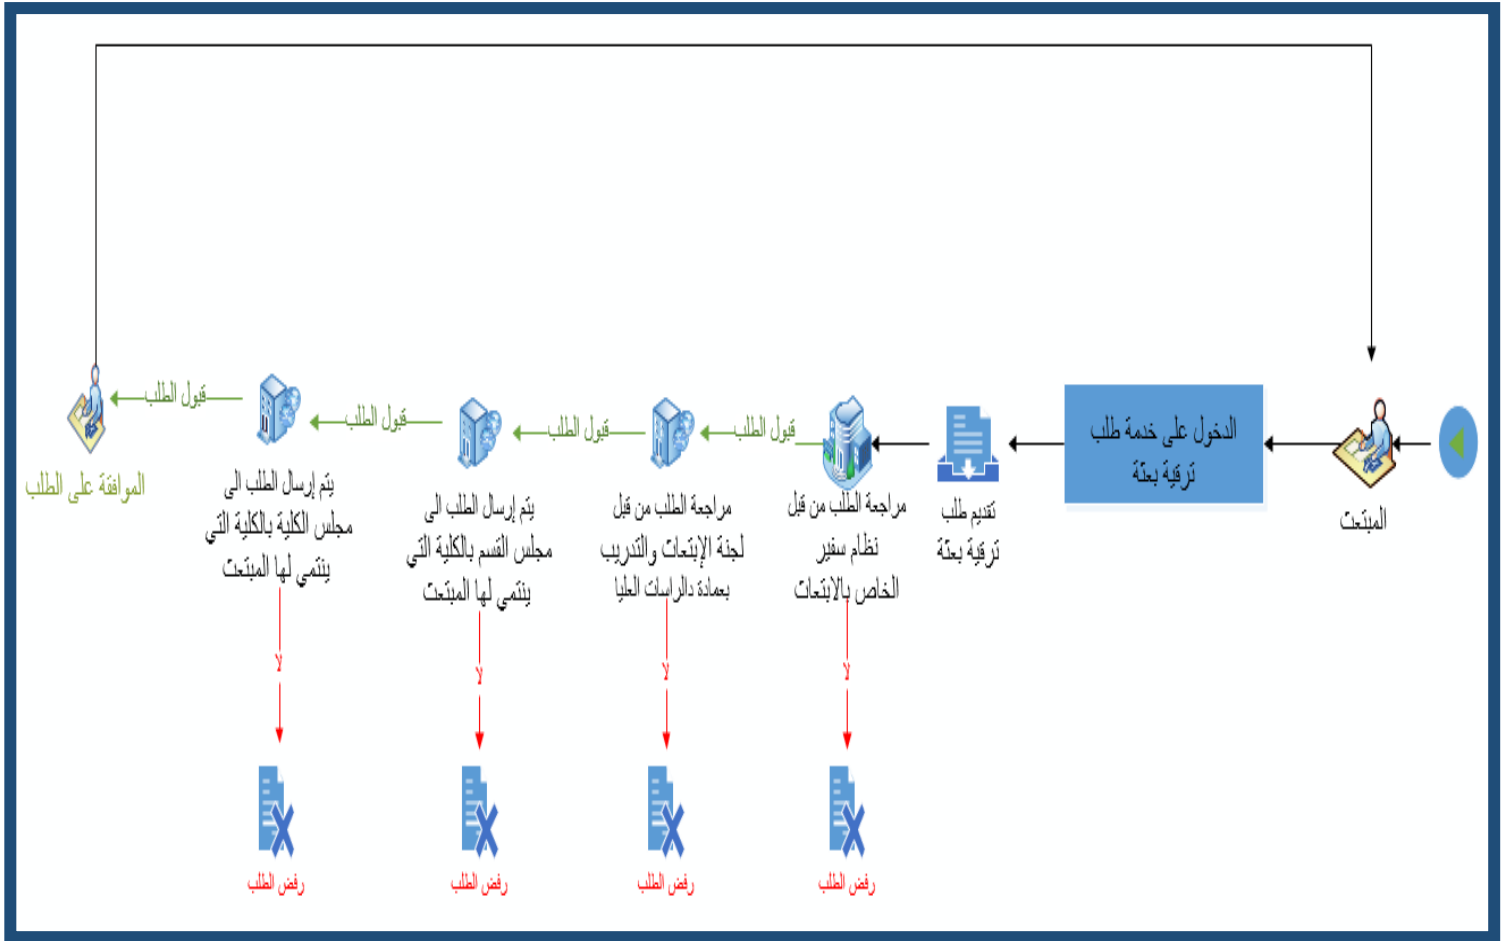 المبتعث
الدخول على خدمة طلب
ترقية بعثة
تقديم طلب
ترقية بعثة
مراجعة الطلب من قبل
نظام سفير
الخاص بالابتعاث
قبول الطلب
مراجعة الطلب من قبل
لجنة الإبتعاث والتدريب
بعمادة دالراسات العليا
قبول الطلب
يتم إرسال الطلب الى
مجلس القسم بالكلية التي
ينتمي لها المبتعث
قبول الطلب
يتم إرسال الطلب الى
مجلس الكلية بالكلية التي
ينتمي لها المبتعث
قبول الطلب
الموافقة على الطلب
لا
لا
لا
لا
رفض الطلب
رفض الطلب
رفض الطلب
رفض الطلب